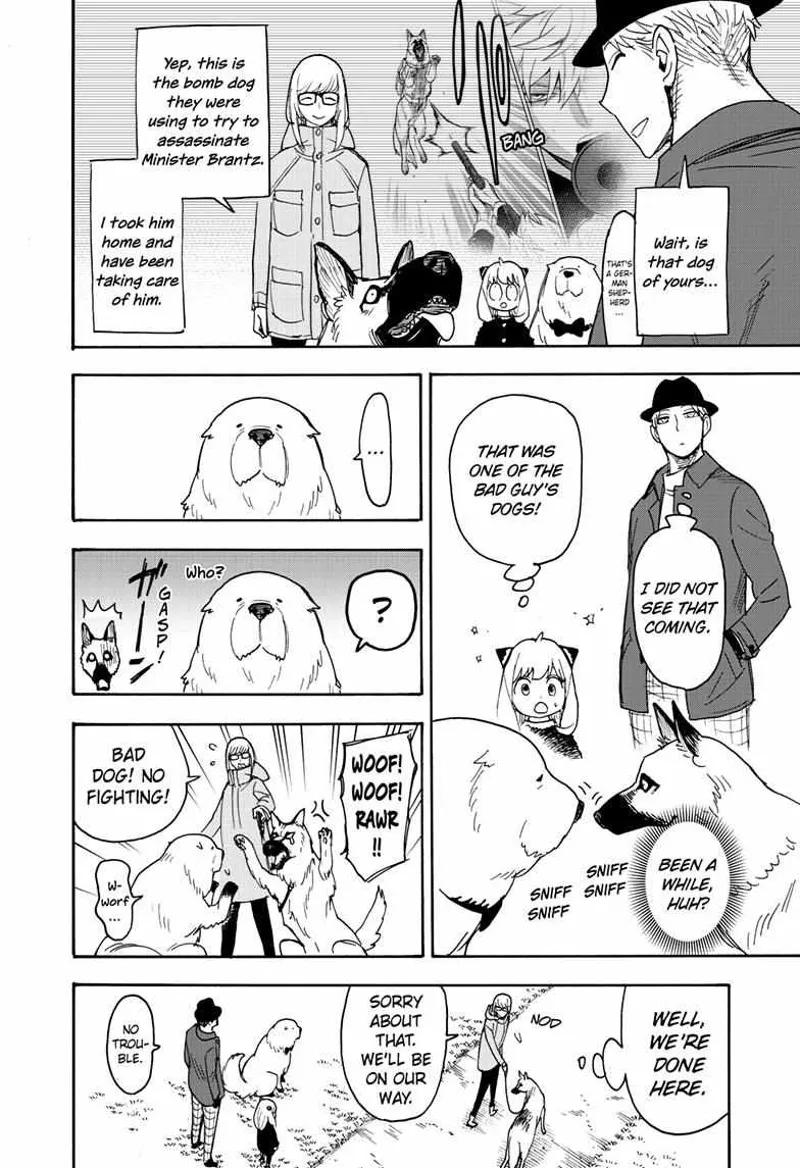 Wait, is
that dog
of yours...
THAT'S
A GER-
MAN
SHEP-
HERD...
BANG
Yep, this is
the bomb dog
they were
using to try to
assassinate
Minister Brantz.
I took him
home and
have been
taking care
of him.
I DID NOT
SEE THAT
COMING.
THAT WAS
ONE OF THE
BAD GUY'S
DOGS!
BEEN A
WHILE,
HUH?
SNIFF
SNIFF
SNIFF
SNIFF
...
?
Who?
ガーッ
GASP!
WOOF!
WOOF!
RAWR
!!
BAD
DOG! NO
FIGHTING!
W-
worf
...
WELL,
WE'RE
DONE
HERE.
NOD
SORRY
ABOUT
THAT.
WE'LL BE
ON OUR
WAY.
NO
TROU-
BLE.